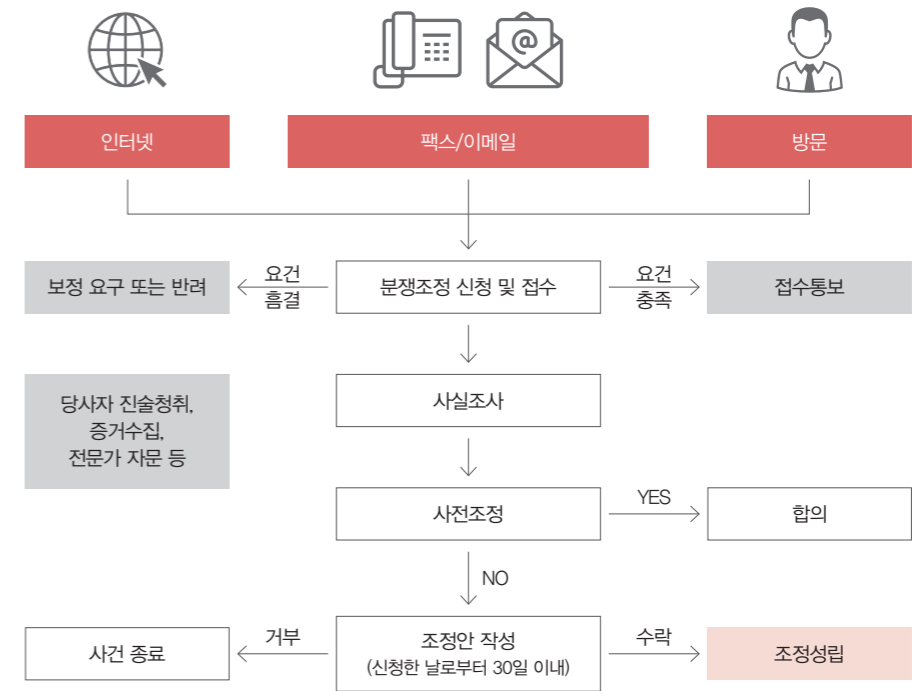 @
인터넷
팩스/이메일
방문
보정 요구 또는 반려
요건
흠결
분쟁조정 신청 및 접수
요건
충족
접수통보
당사자 진술청취,
증거수집,
전문가 자문 등
사실조사
사전조정
YES
합의
NO
사건 종료
거부
조정안 작성
(신청한 날로부터 30일 이내)
수락
조정성립